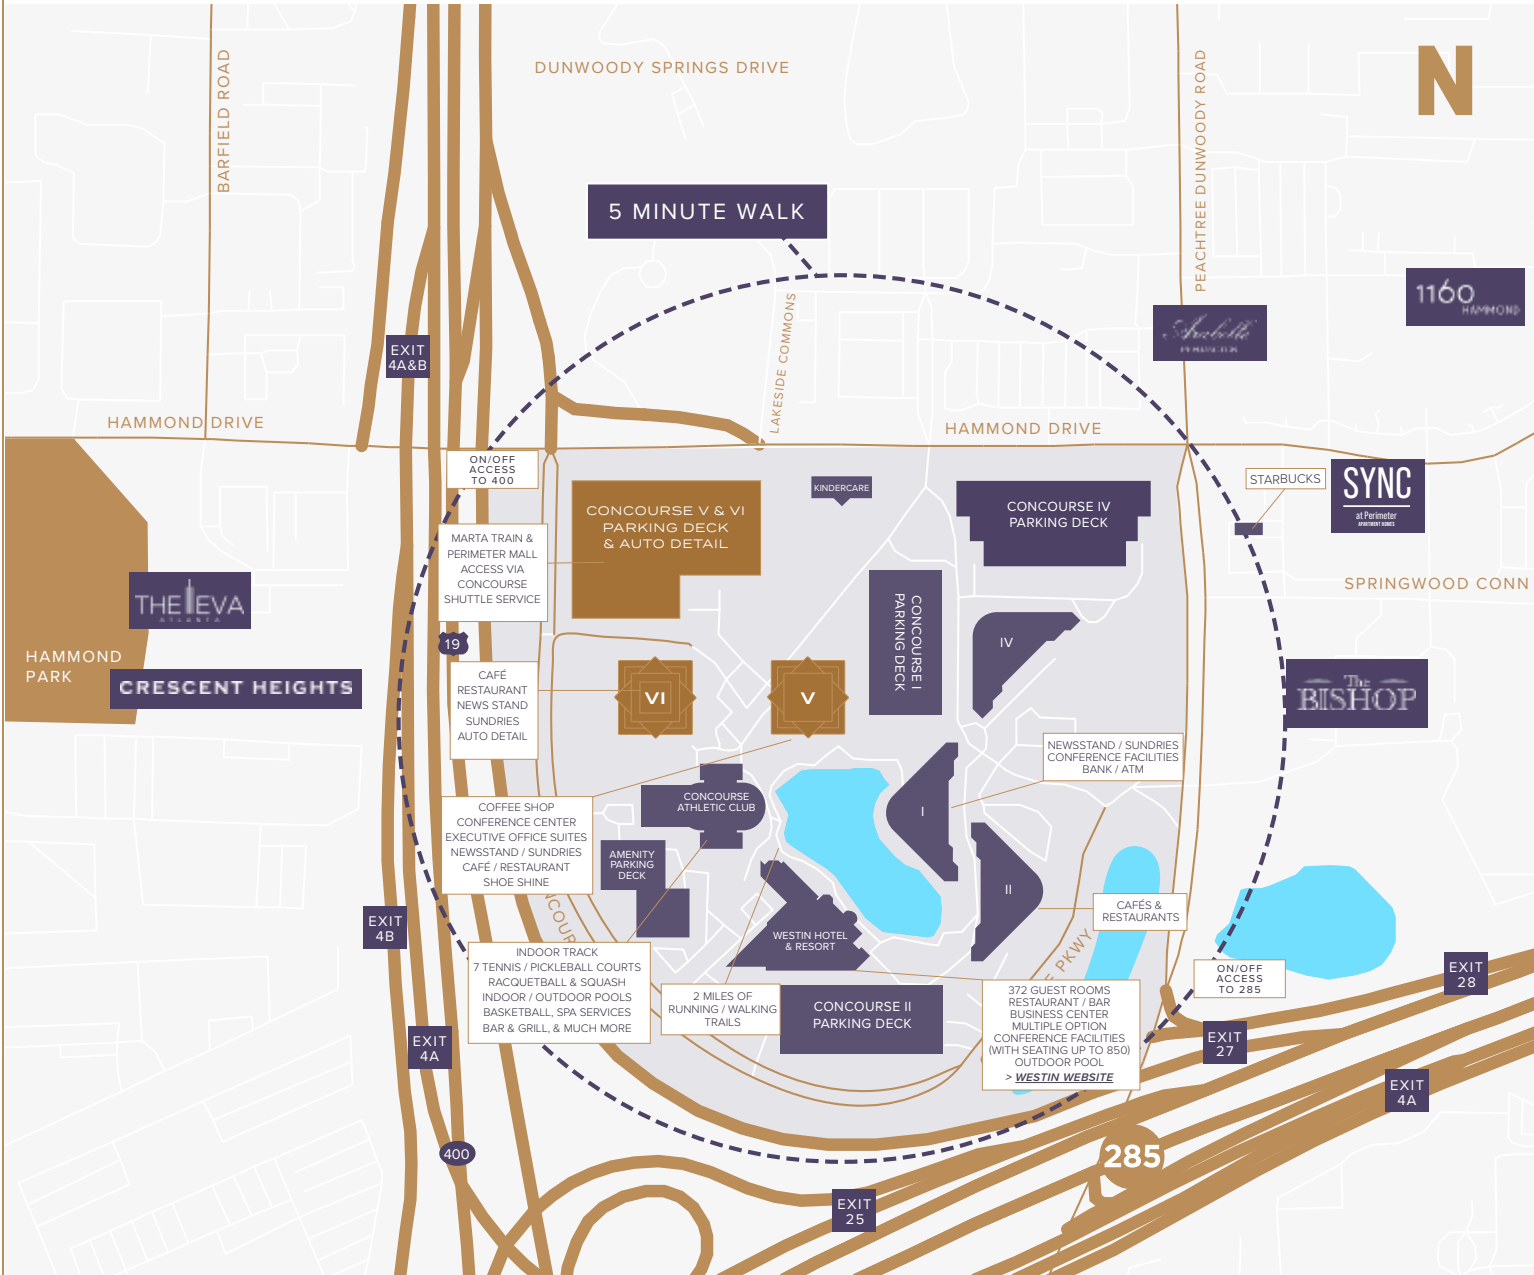 DUNWOODY SPRINGS DRIVE
N
BARFIELD ROAD
PEACHTREE DUNWOODY ROAD
5 MINUTE WALK
1160
HAMMOND
Arabelle
PERIMETER
LAKESIDE COMMONS
EXIT
4A&B
HAMMOND DRIVE
HAMMOND DRIVE
ON/OFF
ACCESS
TO 400
KINDERCARE
CONCOURSE V & VI
PARKING DECK
& AUTO DETAIL
CONCOURSE IV
PARKING DECK
STARBUCKS
SYNC
at Perimeter
APARTMENT HOMES
MARTA TRAIN &
PERIMETER MALL
ACCESS VIA
CONCOURSE
SHUTTLE SERVICE
SPRINGWOOD CONN
THE EVA
ATLANTA
CONCOURSE I
PARKING DECK
19
IV
HAMMOND
PARK
CRESCENT HEIGHTS
CAFÉ
RESTAURANT
NEWS STAND
SUNDRIES
AUTO DETAIL
VI
V
The
BISHOP
NEWSSTAND / SUNDRIES
CONFERENCE FACILITIES
BANK / ATM
CONCOURSE
ATHLETIC CLUB
I
COFFEE SHOP
CONFERENCE CENTER
EXECUTIVE OFFICE SUITES
NEWSSTAND / SUNDRIES
CAFÉ / RESTAURANT
SHOE SHINE
AMENITY
PARKING
DECK
II
CAFÉS &
RESTAURANTS
EXIT
4B
NCOUR
WESTIN HOTEL
& RESORT
E PKWY
INDOOR TRACK
7 TENNIS / PICKLEBALL COURTS
RACQUETBALL & SQUASH
INDOOR / OUTDOOR POOLS
BASKETBALL, SPA SERVICES
BAR & GRILL, & MUCH MORE
2 MILES OF
RUNNING / WALKING
TRAILS
CONCOURSE II
PARKING DECK
372 GUEST ROOMS
RESTAURANT / BAR
BUSINESS CENTER
MULTIPLE OPTION
CONFERENCE FACILITIES
(WITH SEATING UP TO 850)
OUTDOOR POOL
> WESTIN WEBSITE
ON/OFF
ACCESS
TO 285
EXIT
28
EXIT
27
EXIT
4A
EXIT
4A
400
285
EXIT
25